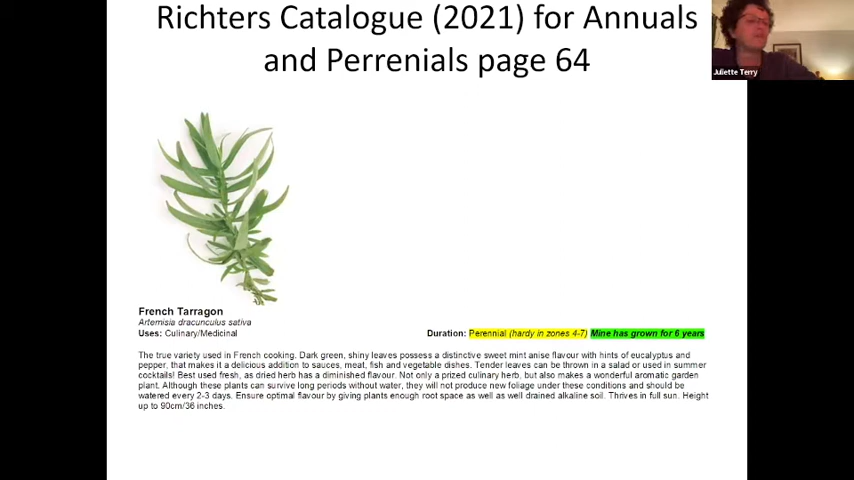 Richters Catalogue (2021) for Annuals
and Perrenials page 64
Juliette Terry
French Tarragon
Artemisia dracunculus sativa
Uses: Culinary/Medicinal
Duration: Perennial (hardy in zones 4-7) Mine has grown for 6 years
The true variety used in French cooking. Dark green, shiny leaves possess a distinctive sweet mint anise flavour with hints of eucalyptus and
pepper, that makes it a delicious addition to sauces, meat, fish and vegetable dishes. Tender leaves can be thrown in a salad or used in summer
cocktails! Best used fresh, as dried herb has a diminished flavour. Not only a prized culinary herb, but also makes a wonderful aromatic garden
plant. Although these plants can survive long periods without water, they will not produce new foliage under these conditions and should be
watered every 2-3 days. Ensure optimal flavour by giving plants enough root space as well as well drained alkaline soil. Thrives in full sun. Height
up to 90cm/36 inches.